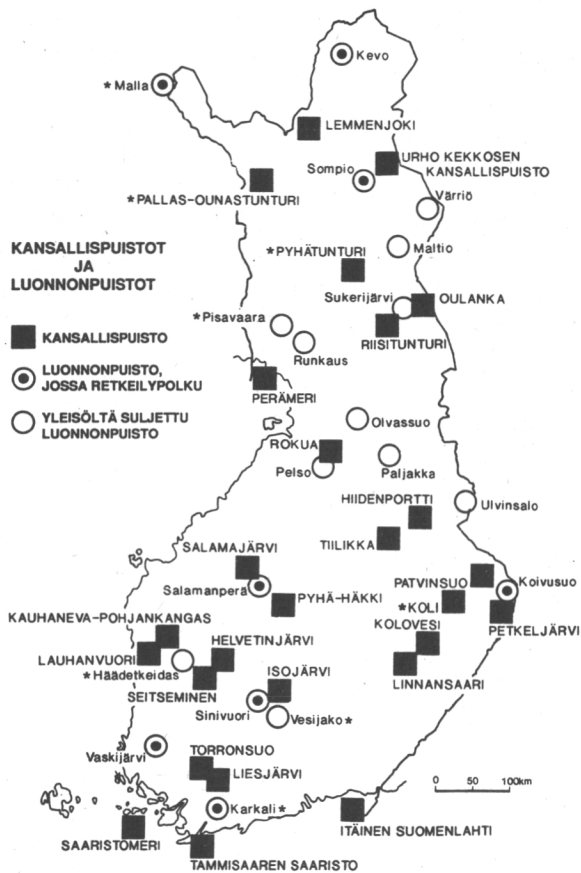 Kevo
*Malla
LEMMENJOKI
URHO KEKKOSEN
KANSALLISPUISTO
Sompio
*PALLAS-OUNASTUNTURI
Värriö
KANSALLISPUISTOT
JA
LUONNONPUISTOT
*PYHÄTUNTURI
Maltio
Sukerijärvi
OULANKA
*Pisavaara
KANSALLISPUISTO
RIISITUNTURI
Runkaus
LUONNONPUISTO,
JOSSA RETKEILYPOLKU
PERÄMERI
YLEISÖLTÄ SULJETTU
LUONNONPUISTO
Olvassuo
ROKUA
Pelso
Paljakka
HIIDENPORTTI
Ulvinsalo
TIILIKKA
SALAMAJÄRVI
Salamanperä
PATVINSUO
Koivusuo
PYHÄ-HÄKKI
*KOLI
KAUHANEVA-POHJANKANGAS
PETKELJÄRVI
KOLOVESI
HELVETINJÄRVI
LAUHANVUORI
*Häädetkeidas
LINNANSAARI
ISOJÄRVI
SEITSEMINEN
Sinivuori
Vesijako*
Vaskijärvi
TORRONSUO
LIESJÄRVI
0 50 100km
Karkali*
ITÄINEN SUOMENLAHTI
SAARISTOMERI
TAMMISAAREN SAARISTO